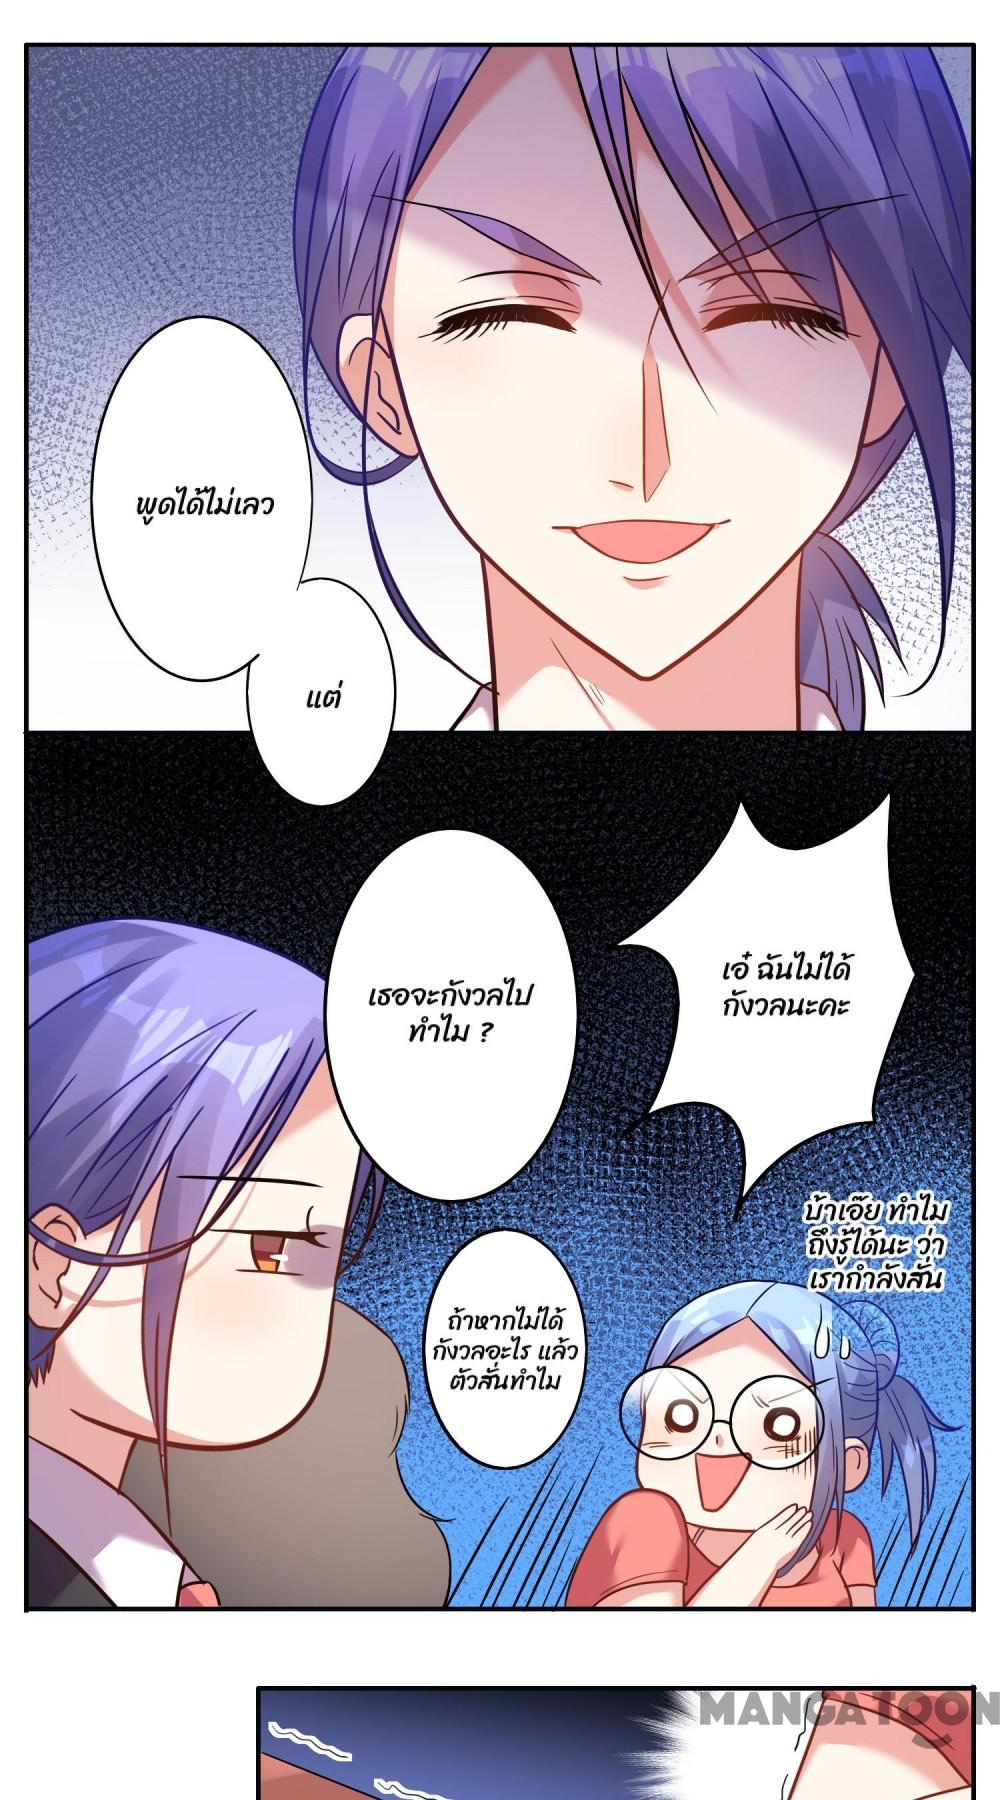 พูดได้ไม่เลว
แต่
เธอจะกังวลไป
ทำไม ?
เอ๋ ฉันไม่ได้
กังวลนะคะ
ถ้าหากไม่ได้
กังวลอะไร แล้ว
ตัวสั่นทำไม
บ้าเอ๊ย ทำไม
ถึงรู้ได้นะ ว่า
เรากำลังสั่น
MANGATOON